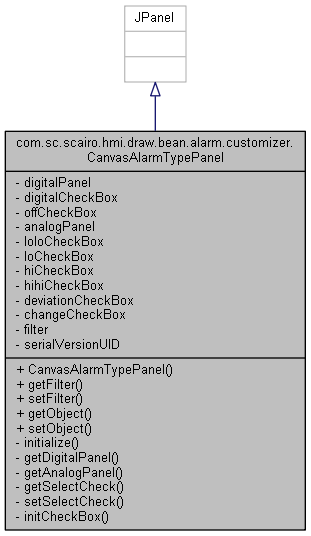 JPanel
com.sc.scairo.hmi.draw.bean.alarm.customizer.
CanvasAlarmTypePanel
- digitalPanel
- digitalCheckBox
- offCheckBox
- analogPanel
- loloCheckBox
- loCheckBox
- hiCheckBox
- hihiCheckBox
- deviationCheckBox
- changeCheckBox
- filter
- serialVersionUID
+ CanvasAlarmTypePanel()
+ getFilter()
+ setFilter()
+ getObject()
+ setObject()
- initialize()
- getDigitalPanel()
- getAnalogPanel()
- getSelectCheck()
- setSelectCheck()
- initCheckBox()